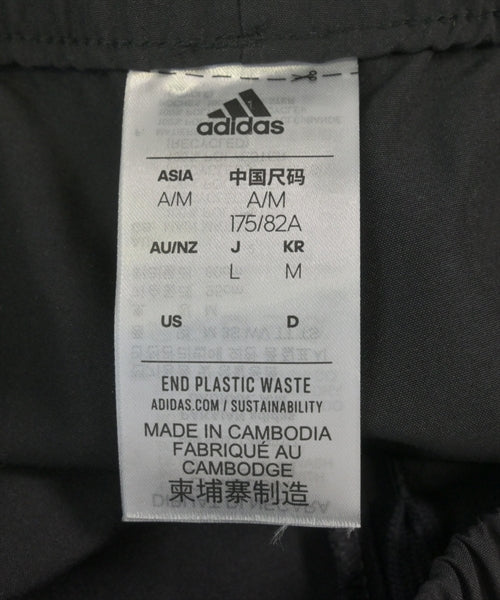 adidas
ASIA 中国尺码
A/M A/M
175/82A
AU/NZ J KR
L M
US D
END PLASTIC WASTE
ADIDAS.COM / SUSTAINABILITY
MADE IN CAMBODIA
FABRIQUÉ AU
CAMBODGE
柬埔寨制造